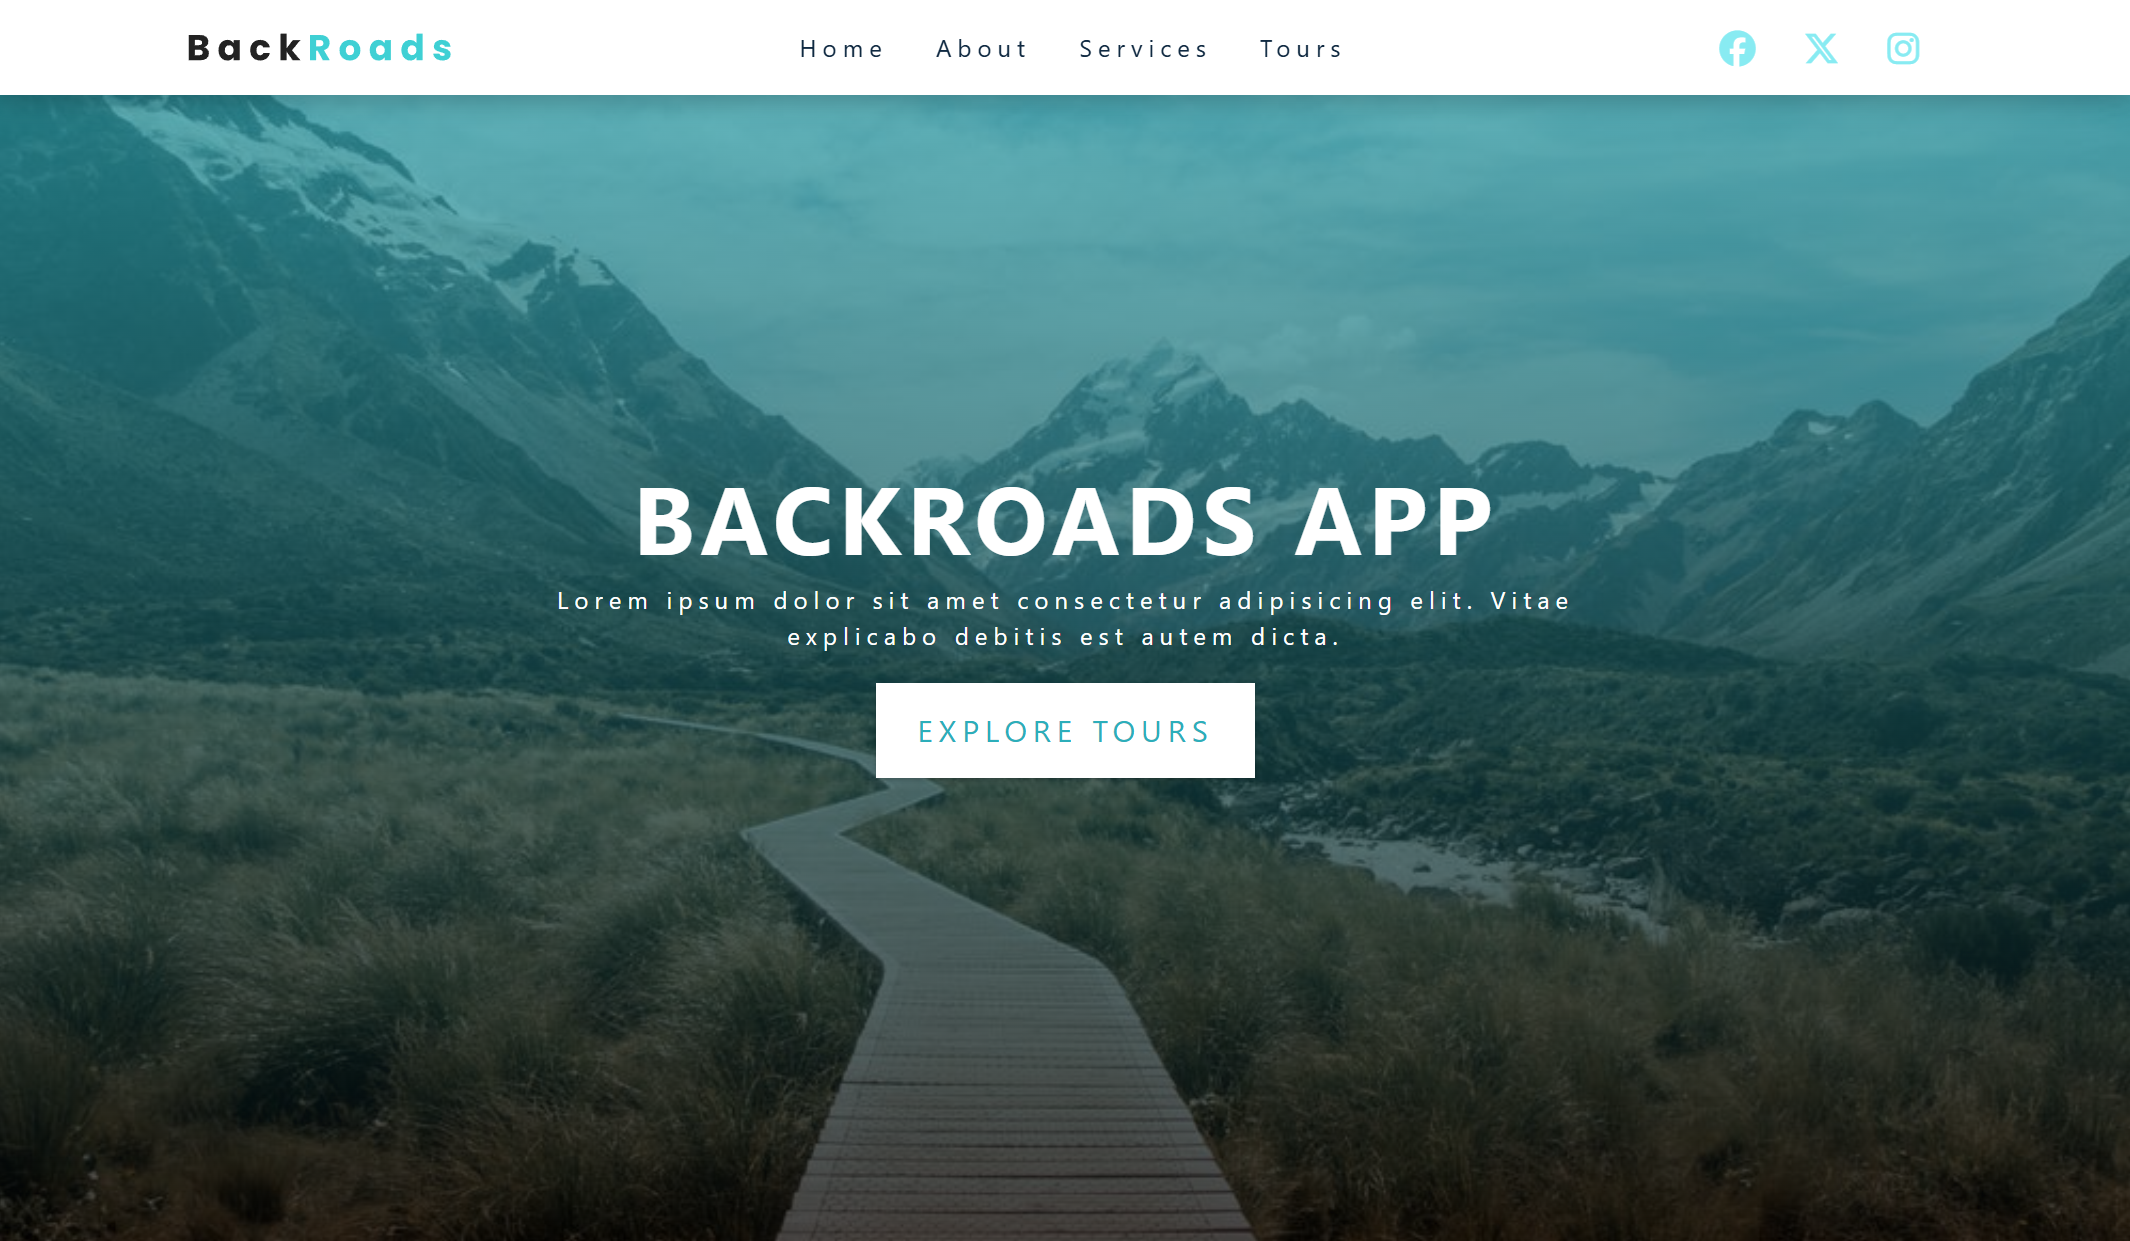 BackRoads
Home About Services Tours
BACKROADS APP
Lorem ipsum dolor sit amet consectetur adipisicing elit. Vitae
explicabo debitis est autem dicta.
EXPLORE TOURS